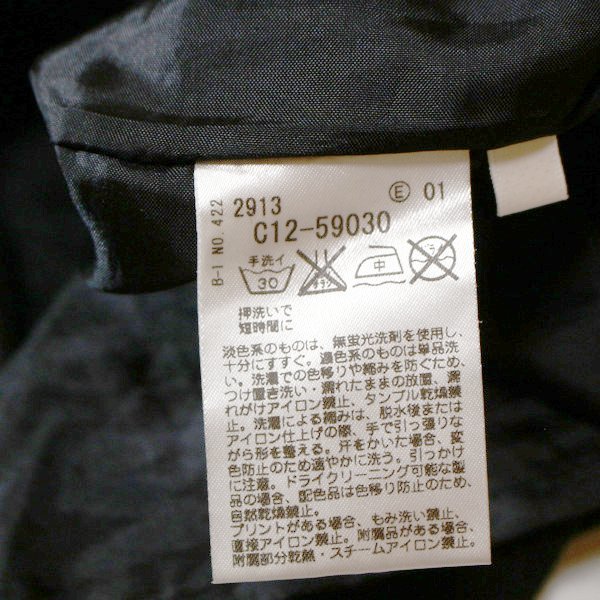 B-I NO. 422
2913 Ⓔ 01
C12-59030
手洗イ
30
エンソサラシ
中
ドライ
押洗いで
短時間に
淡色系のものは、無蛍光洗剤を使用し、
十分にすすぐ。濃色系のものは単品洗
い。洗濯での色移りや縮みを防ぐため、
つけ置き洗い・濡れたままの放置、濡
れがけアイロン禁止、タンブル乾燥禁
止。洗濯による縮みは、脱水後または
アイロン仕上げの際、手で引っ張りな
がら形を整える。汗をかいた場合、変
色防止のため速やかに洗う。引っかけ
に注意。ドライクリーニング可能な製
品の場合、配色品は色移り防止のため、
自然乾燥禁止。
プリントがある場合、もみ洗い禁止、
直接アイロン禁止。附属品がある場合、
附属部分乾熱・スチームアイロン禁止。